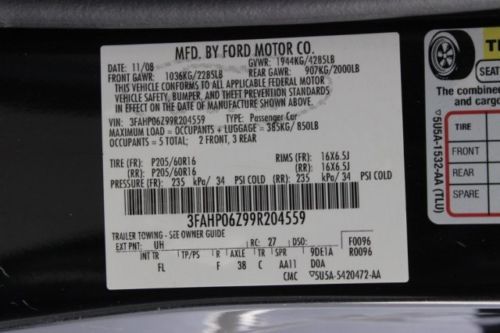 MFD. BY FORD MOTOR CO.
DATE: 11/08 GVWR: 1944KG/4285LB
FRONT GAWR: 1036KG/2285LB REAR GAWR: 907KG/2000LB
THIS VEHICLE CONFORMS TO ALL APPLICABLE FEDERAL MOTOR
VEHICLE SAFETY, BUMPER, AND THEFT PREVENTION STANDARDS
IN EFFECT ON THE DATE OF MANUFACTURE SHOWN ABOVE.
VIN: 3FAHP06Z99R204559 TYPE: Passenger Car
MAXIMUM LOAD = OCCUPANTS + LUGGAGE = 385KG/850LB
OCCUPANTS = 5 TOTAL: 2 FRONT, 3 REAR
TIRE (FR): P205/60R16 RIMS (FR): 16X6.5J
(RR): P205/60R16 (RR): 16X6.5J
PRESSURE (FR): 235 kPa/ 34 PSI COLD (RR): 235 kPa/ 34 PSI COLD
3FAHP06Z99R204559
TRAILER TOWING - SEE OWNER GUIDE
EXT PNT: UH RC: 27 DSO: F0096
R0096
INT TR TP/PS R AXLE TR SPR 9DE1A
FL F 38 C AA11 D0A
CMC 5U5A-5420472-AA
SEAT
The combined
and cargo
TIRE
FRONT
REAR
SPARE
5U5A-1532-AA (TLU)